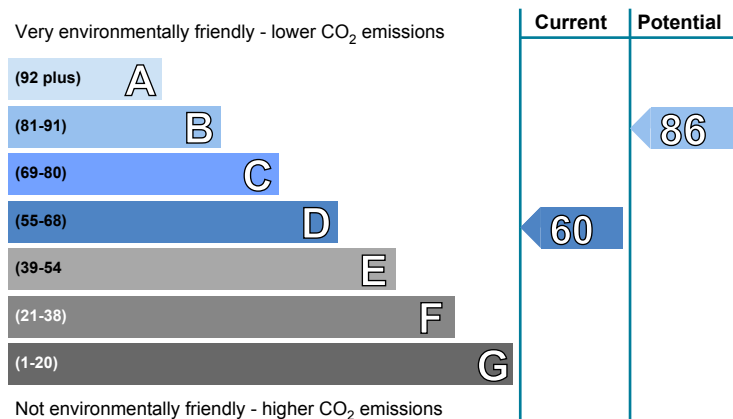 Current Potential
Very environmentally friendly - lower CO₂ emissions
(92 plus) A
(81-91) B
86
(69-80) C
(55-68) D
60
(39-54 E
(21-38) F
(1-20) G
Not environmentally friendly - higher CO₂ emissions